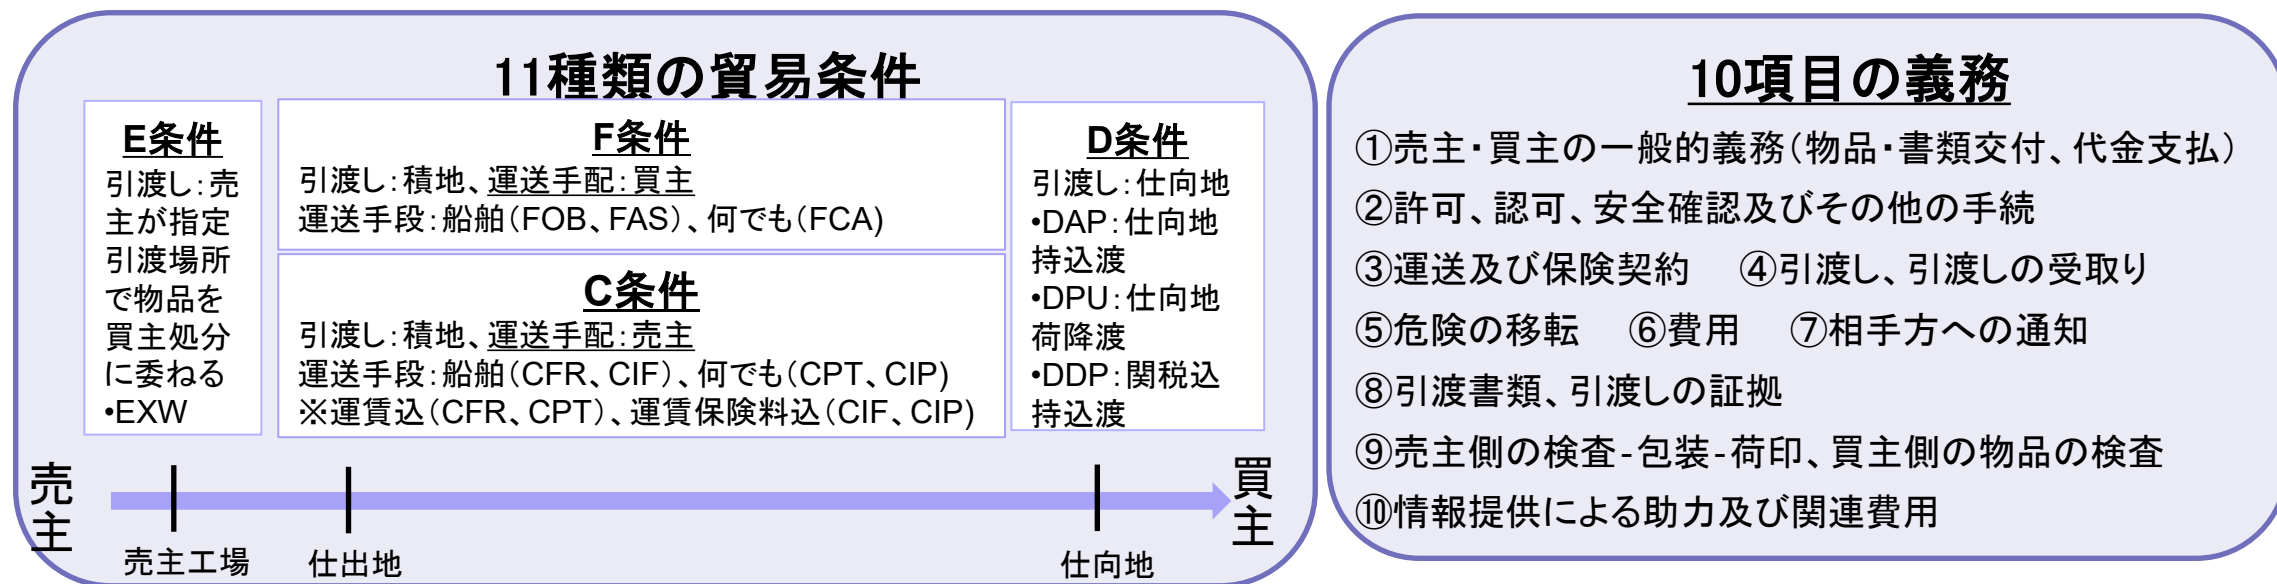 11種類の貿易条件
E条件
引渡し：売
主が指定
引渡場所
で物品を
買主処分
に委ねる
•EXW
F条件
引渡し：積地、運送手配：買主
運送手段：船舶（FOB、FAS）、何でも（FCA)
C条件
引渡し：積地、運送手配：売主
運送手段：船舶（CFR、CIF）、何でも（CPT、CIP)
※運賃込（CFR、CPT）、運賃保険料込（CIF、CIP)
D条件
引渡し：仕向地
•DAP：仕向地
持込渡
•DPU：仕向地
荷降渡
•DDP：関税込
持込渡
売主
買主
売主工場
仕出地
仕向地
10項目の義務
①売主・買主の一般的義務（物品・書類交付、代金支払）
②許可、認可、安全確認及びその他の手続
③運送及び保険契約　④引渡し、引渡しの受取り
⑤危険の移転　⑥費用　⑦相手方への通知
⑧引渡書類、引渡しの証拠
⑨売主側の検査-包装-荷印、買主側の物品の検査
⑩情報提供による助力及び関連費用